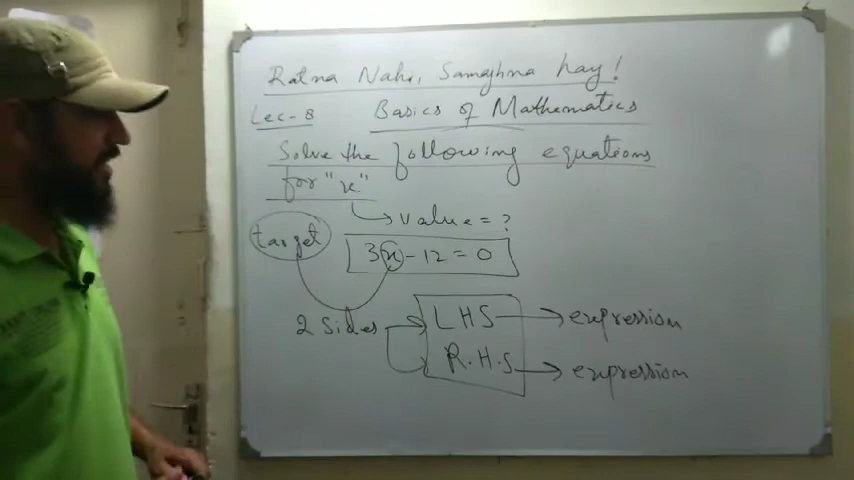 Ratna Nahi, Samajhna hay!
Lec-8 Basics of Mathematics
Solve the following equations
for "x"
value = ?
target
3x - 12 = 0
2 Sides
LHS → expression
R.H.S → expression